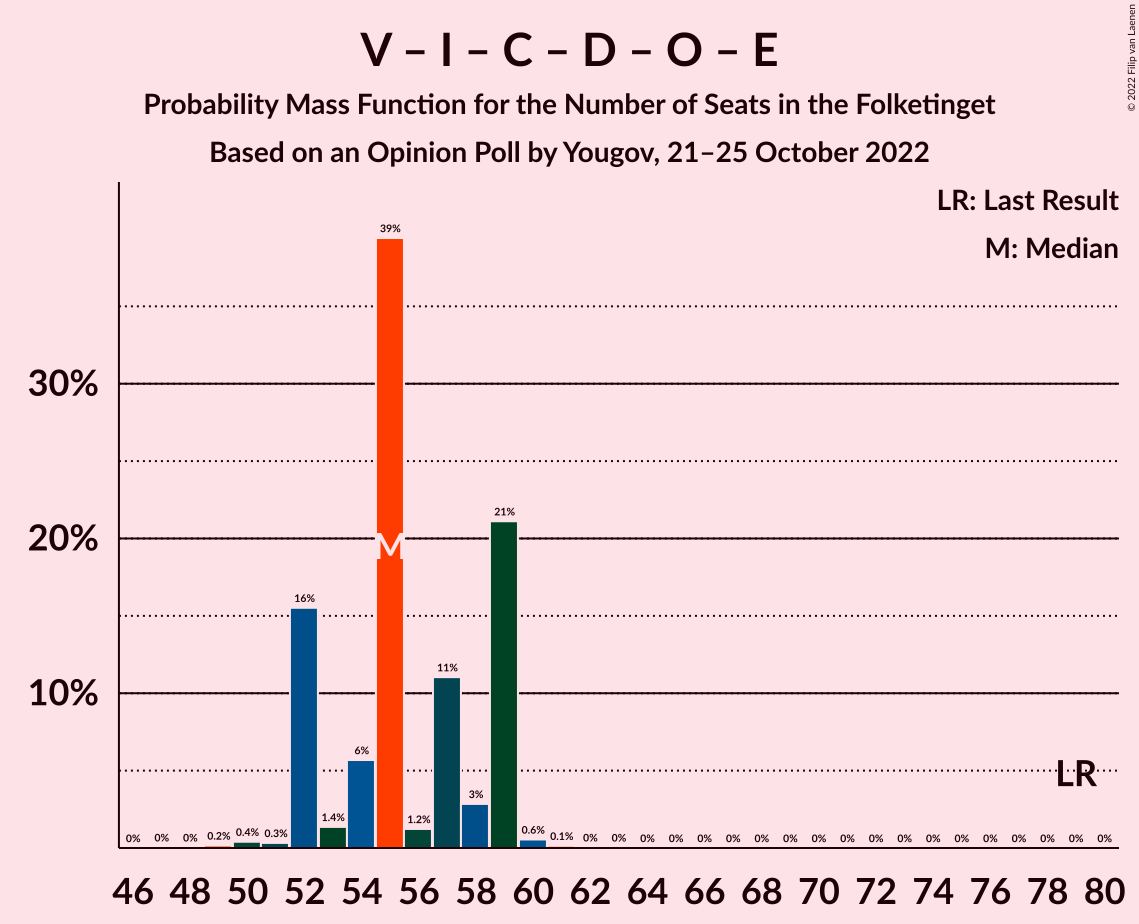 V – I – C – D – O – E
Probability Mass Function for the Number of Seats in the Folketinget
Based on an Opinion Poll by Yougov, 21–25 October 2022
© 2022 Filip van Laenen
LR: Last Result
M: Median
39%
30%
M
21%
20%
16%
11%
10%
6%
LR
3%
1.4%
1.2%
0% 0% 0% 0.2% 0.4% 0.3% 0.6% 0.1% 0% 0% 0% 0% 0% 0% 0% 0% 0% 0% 0% 0% 0% 0% 0% 0% 0% 0% 0%
46 48 50 52 54 56 58 60 62 64 66 68 70 72 74 76 78 80